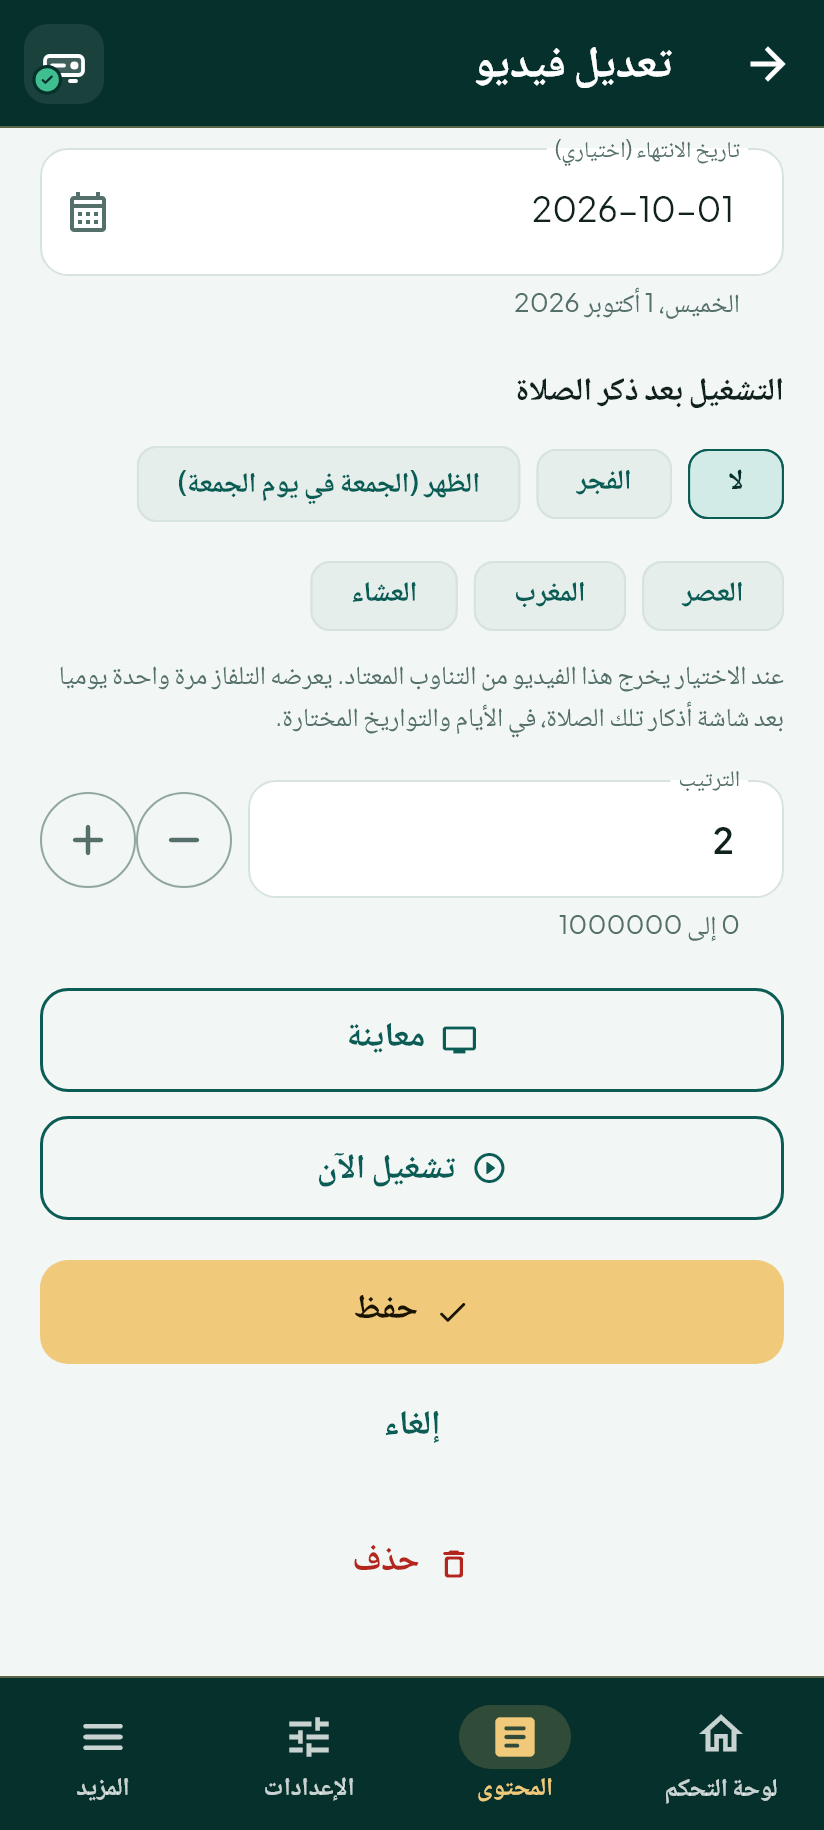 تعديل فيديو
تاريخ الانتهاء (اختياري)
2026-10-01
الخميس، 1 أكتوبر 2026
التشغيل بعد ذكر الصلاة
لا
الفجر
الظهر (الجمعة في يوم الجمعة)
العصر
المغرب
العشاء
عند الاختيار يخرج هذا الفيديو من التناوب المعتاد. يعرضه التلفاز مرة واحدة يوميا
بعد شاشة أذكار تلك الصلاة، في الأيام والتواريخ المختارة.
الترتيب
2
0 إلى 1000000
معاينة
تشغيل الآن
حفظ
إلغاء
حذف
لوحة التحكم
المحتوى
الإعدادات
المزيد